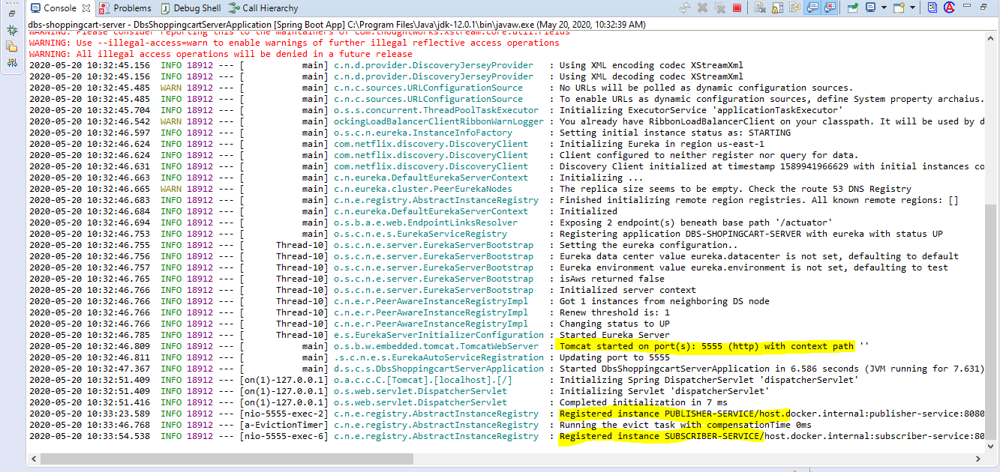 Console Problems Debug Shell Call Hierarchy
dbs-shoppingcart-server - DbsShoppingcartServerApplication [Spring Boot App] C:\Program Files\Java\jdk-12.0.1\bin\javaw.exe (May 20, 2020, 10:32:39 AM)
WARNING: Please consider reporting this to the maintainers of com.thoughtworks.xstream.core.util.Fields
WARNING: Use --illegal-access=warn to enable warnings of further illegal reflective access operations
WARNING: All illegal access operations will be denied in a future release
2020-05-20 10:32:45.156  INFO 18912 --- [           main] c.n.d.provider.DiscoveryJerseyProvider   : Using XML encoding codec XStreamXml
2020-05-20 10:32:45.156  INFO 18912 --- [           main] c.n.d.provider.DiscoveryJerseyProvider   : Using XML decoding codec XStreamXml
2020-05-20 10:32:45.485  WARN 18912 --- [           main] c.n.c.sources.URLConfigurationSource     : No URLs will be polled as dynamic configuration sources.
2020-05-20 10:32:45.485  INFO 18912 --- [           main] c.n.c.sources.URLConfigurationSource     : To enable URLs as dynamic configuration sources, define System property archaius.
2020-05-20 10:32:45.704  INFO 18912 --- [           main] o.s.s.concurrent.ThreadPoolTaskExecutor  : Initializing ExecutorService 'applicationTaskExecutor'
2020-05-20 10:32:46.542  WARN 18912 --- [           main] ockingLoadBalancerClientRibbonWarnLogger : You already have RibbonLoadBalancerClient on your classpath. It will be used by d
2020-05-20 10:32:46.597  INFO 18912 --- [           main] o.s.c.n.eureka.InstanceInfoFactory       : Setting initial instance status as: STARTING
2020-05-20 10:32:46.624  INFO 18912 --- [           main] com.netflix.discovery.DiscoveryClient    : Initializing Eureka in region us-east-1
2020-05-20 10:32:46.624  INFO 18912 --- [           main] com.netflix.discovery.DiscoveryClient    : Client configured to neither register nor query for data.
2020-05-20 10:32:46.631  INFO 18912 --- [           main] com.netflix.discovery.DiscoveryClient    : Discovery Client initialized at timestamp 1589941966629 with initial instances co
2020-05-20 10:32:46.663  INFO 18912 --- [           main] c.n.eureka.DefaultEurekaServerContext    : Initializing ...
2020-05-20 10:32:46.665  WARN 18912 --- [           main] c.n.eureka.cluster.PeerEurekaNodes       : The replica size seems to be empty. Check the route 53 DNS Registry
2020-05-20 10:32:46.683  INFO 18912 --- [           main] c.n.e.registry.AbstractInstanceRegistry  : Finished initializing remote region registries. All known remote regions: []
2020-05-20 10:32:46.684  INFO 18912 --- [           main] c.n.eureka.DefaultEurekaServerContext    : Initialized
2020-05-20 10:32:46.694  INFO 18912 --- [           main] o.s.b.a.e.web.EndpointLinksResolver      : Exposing 2 endpoint(s) beneath base path '/actuator'
2020-05-20 10:32:46.753  INFO 18912 --- [           main] o.s.c.n.e.s.EurekaServiceRegistry        : Registering application DBS-SHOPINGCART-SERVER with eureka with status UP
2020-05-20 10:32:46.755  INFO 18912 --- [      Thread-10] o.s.c.n.e.server.EurekaServerBootstrap   : Setting the eureka configuration..
2020-05-20 10:32:46.756  INFO 18912 --- [      Thread-10] o.s.c.n.e.server.EurekaServerBootstrap   : Eureka data center value eureka.datacenter is not set, defaulting to default
2020-05-20 10:32:46.757  INFO 18912 --- [      Thread-10] o.s.c.n.e.server.EurekaServerBootstrap   : Eureka environment value eureka.environment is not set, defaulting to test
2020-05-20 10:32:46.765  INFO 18912 --- [      Thread-10] o.s.c.n.e.server.EurekaServerBootstrap   : isAws returned false
2020-05-20 10:32:46.765  INFO 18912 --- [      Thread-10] o.s.c.n.e.server.EurekaServerBootstrap   : Initialized server context
2020-05-20 10:32:46.766  INFO 18912 --- [      Thread-10] c.n.e.r.PeerAwareInstanceRegistryImpl    : Got 1 instances from neighboring DS node
2020-05-20 10:32:46.766  INFO 18912 --- [      Thread-10] c.n.e.r.PeerAwareInstanceRegistryImpl    : Renew threshold is: 1
2020-05-20 10:32:46.766  INFO 18912 --- [      Thread-10] c.n.e.r.PeerAwareInstanceRegistryImpl    : Changing status to UP
2020-05-20 10:32:46.785  INFO 18912 --- [      Thread-10] e.s.EurekaServerInitializerConfiguration : Started Eureka Server
2020-05-20 10:32:46.809  INFO 18912 --- [           main] o.s.b.w.embedded.tomcat.TomcatWebServer  : Tomcat started on port(s): 5555 (http) with context path ''
2020-05-20 10:32:46.811  INFO 18912 --- [           main] .s.c.n.e.s.EurekaAutoServiceRegistration : Updating port to 5555
2020-05-20 10:32:47.367  INFO 18912 --- [           main] d.s.c.s.DbsShoppingcartServerApplication : Started DbsShoppingcartServerApplication in 6.586 seconds (JVM running for 7.631)
2020-05-20 10:32:51.409  INFO 18912 --- [on(1)-127.0.0.1] o.a.c.c.C.[Tomcat].[localhost].[/]       : Initializing Spring DispatcherServlet 'dispatcherServlet'
2020-05-20 10:32:51.409  INFO 18912 --- [on(1)-127.0.0.1] o.s.web.servlet.DispatcherServlet        : Initializing Servlet 'dispatcherServlet'
2020-05-20 10:32:51.416  INFO 18912 --- [on(1)-127.0.0.1] o.s.web.servlet.DispatcherServlet        : Completed initialization in 7 ms
2020-05-20 10:33:23.589  INFO 18912 --- [nio-5555-exec-2] c.n.e.registry.AbstractInstanceRegistry  : Registered instance PUBLISHER-SERVICE/host.docker.internal:publisher-service:8080
2020-05-20 10:33:46.768  INFO 18912 --- [a-EvictionTimer] c.n.e.registry.AbstractInstanceRegistry  : Running the evict task with compensationTime 0ms
2020-05-20 10:33:54.538  INFO 18912 --- [nio-5555-exec-6] c.n.e.registry.AbstractInstanceRegistry  : Registered instance SUBSCRIBER-SERVICE/host.docker.internal:subscriber-service:80